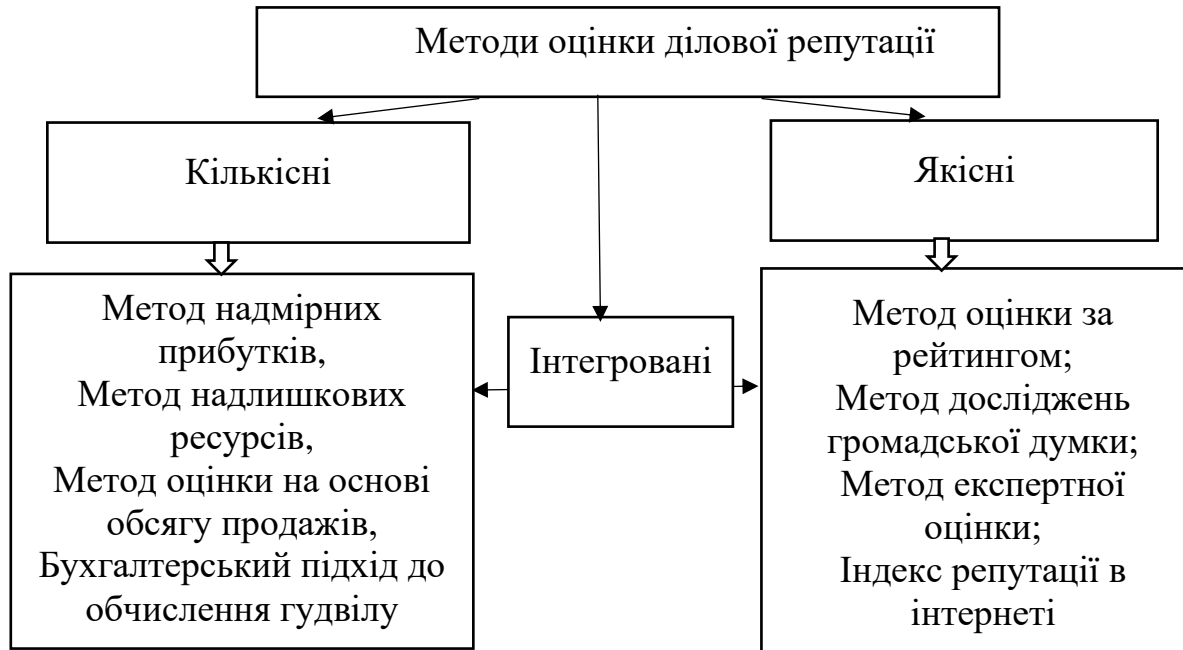 Методи оцінки ділової репутації
Кількісні
Якісні
Метод надмірних
прибутків,
Метод надлишкових
ресурсів,
Метод оцінки на основі
обсягу продажів,
Бухгалтерський підхід до
обчислення гудвілу
Інтегровані
Метод оцінки за
рейтингом;
Метод досліджень
громадської думки;
Метод експертної
оцінки;
Індекс репутації в
інтернеті